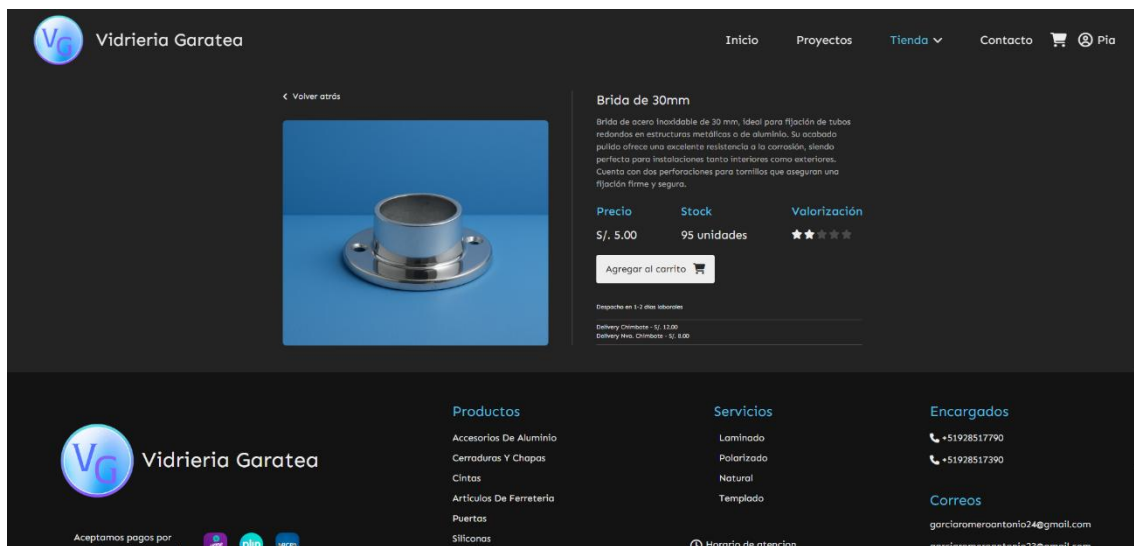 VG
Vidrieria Garatea
Inicio
Proyectos
Tienda
Contacto
Pia
Volver atrás
Brida de 30mm
Brida de acero inoxidable de 30 mm, ideal para fijación de tubos
redondos en estructuras metálicas o de aluminio. Su acabado
pulido ofrece una excelente resistencia a la corrosión, siendo
perfecta para instalaciones tanto interiores como exteriores.
Cuenta con dos perforaciones para tornillos que aseguran una
fijación firme y segura.
Precio
Stock
Valorización
S/. 5.00
95 unidades
Agregar al carrito
Despacho en 1-2 días laborales
Delivery Chimbote - S/. 12.00
Delivery Nvo. Chimbote - S/. 8.00
VG
Vidrieria Garatea
Aceptamos pagos por
plin
Productos
Accesorios De Aluminio
Cerraduras Y Chapas
Cintas
Articulos De Ferreteria
Puertas
Siliconas
Servicios
Laminado
Polarizado
Natural
Templado
Horario de atencion
Encargados
+51928517790
+51928517390
Correos
garciaromeroantonio24@gmail.com
garciaromeroantonio23@gmail.com